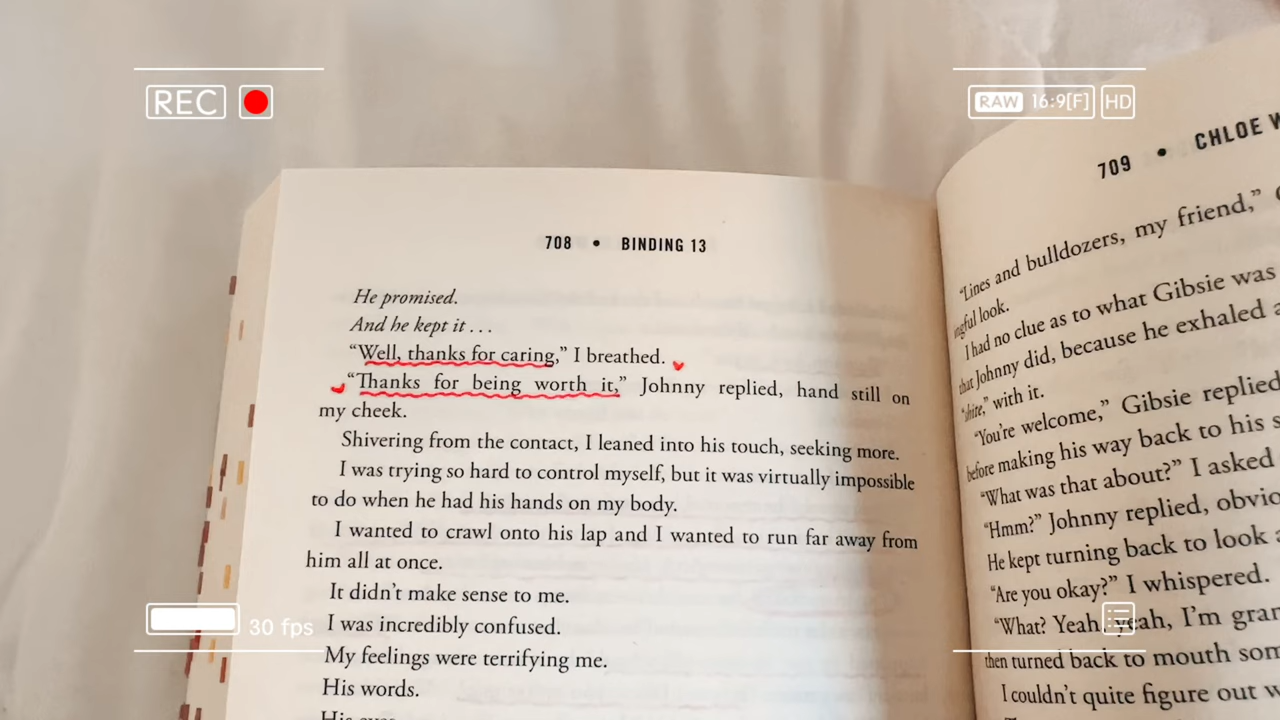 REC
RAW 16:9[F] HD
708 • BINDING 13
He promised.
And he kept it . . .
“Well, thanks for caring,” I breathed.
“Thanks for being worth it,” Johnny replied, hand still on
my cheek.
Shivering from the contact, I leaned into his touch, seeking more.
I was trying so hard to control myself, but it was virtually impossible
to do when he had his hands on my body.
I wanted to crawl onto his lap and I wanted to run far away from
him all at once.
It didn’t make sense to me.
I was incredibly confused.
My feelings were terrifying me.
His words.
30 fps
709 • CHLOE
“Lines and bulldozers, my friend,”
look.
I had no clue as to what Gibsie was
that Johnny did, because he exhaled
with it.
“You’re welcome,” Gibsie replied
before making his way back to his
“What was that about?” I asked
“Hmm?” Johnny replied,
He kept turning back to look
“Are you okay?” I whispered.
“What? Yeah, yeah, I’m
then turned back to mouth
I couldn’t quite figure out